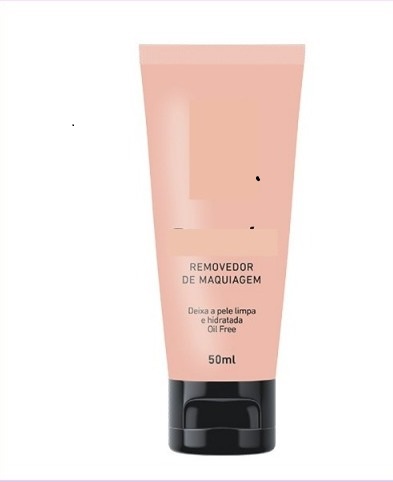 REMOVEDOR
DE MAQUIAGEM
Deixa a pele limpa
e hidratada
Oil Free
50ml